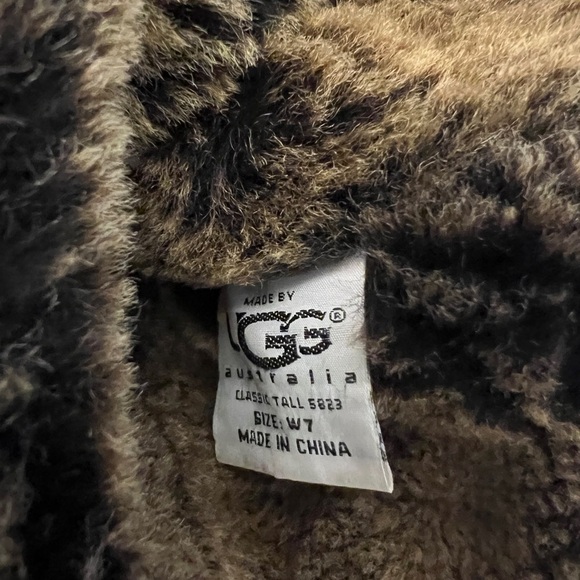 MADE BY
UGG®
australia
CLASSIC TALL 5823
SIZE: W7
MADE IN CHINA